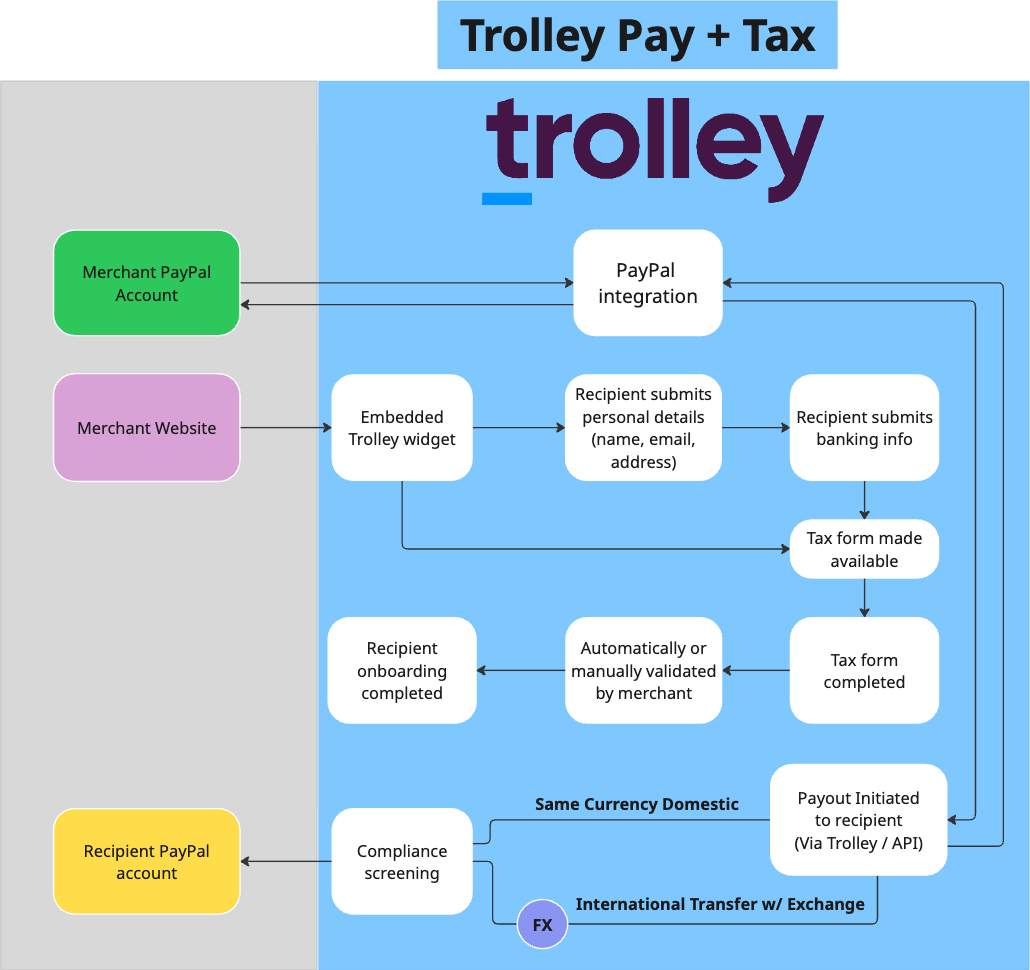 Trolley Pay + Tax
trolley
Merchant PayPal
Account
PayPal
integration
Merchant Website
Embedded
Trolley widget
Recipient submits
personal details
(name, email,
address)
Recipient submits
banking info
Tax form made
available
Recipient
onboarding
completed
Automatically or
manually validated
by merchant
Tax form
completed
Same Currency Domestic
Payout Initiated
to recipient
(Via Trolley / API)
Recipient PayPal
account
Compliance
screening
International Transfer w/ Exchange
FX